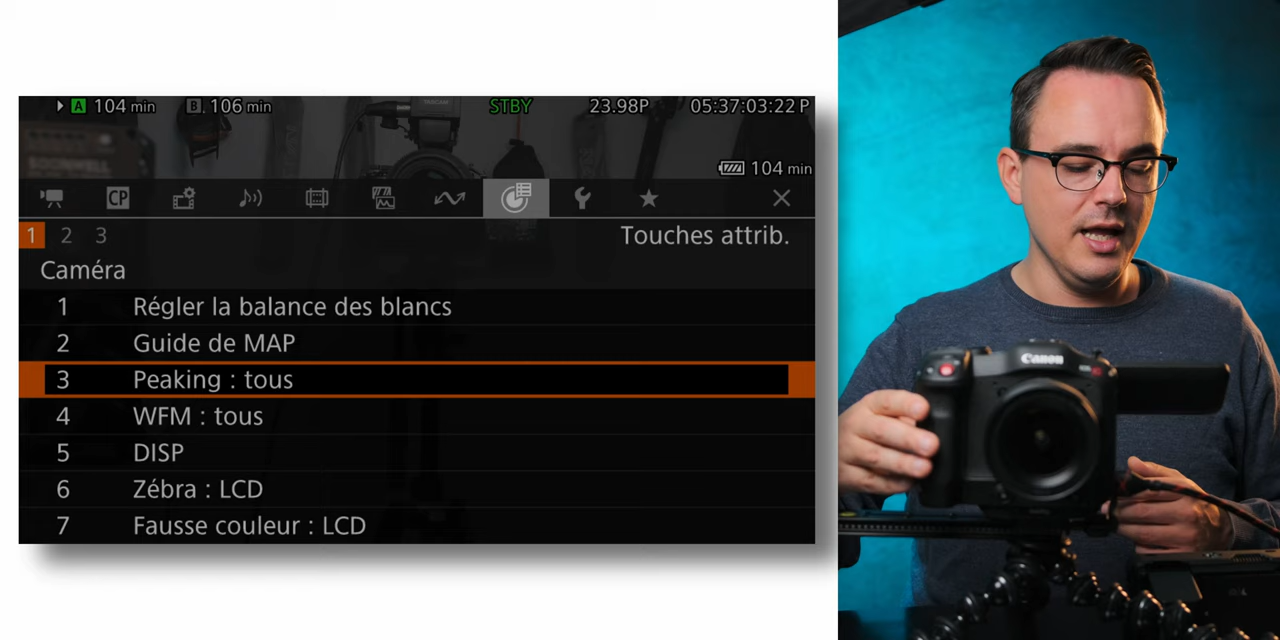 A 104 min B 106 min STBY 23.98P 05:37:03:22 P
104 min
CP
1 2 3 Touches attrib.
Caméra
1 Régler la balance des blancs
2 Guide de MAP
3 Peaking : tous
4 WFM : tous
5 DISP
6 Zébra : LCD
7 Fausse couleur : LCD
Canon